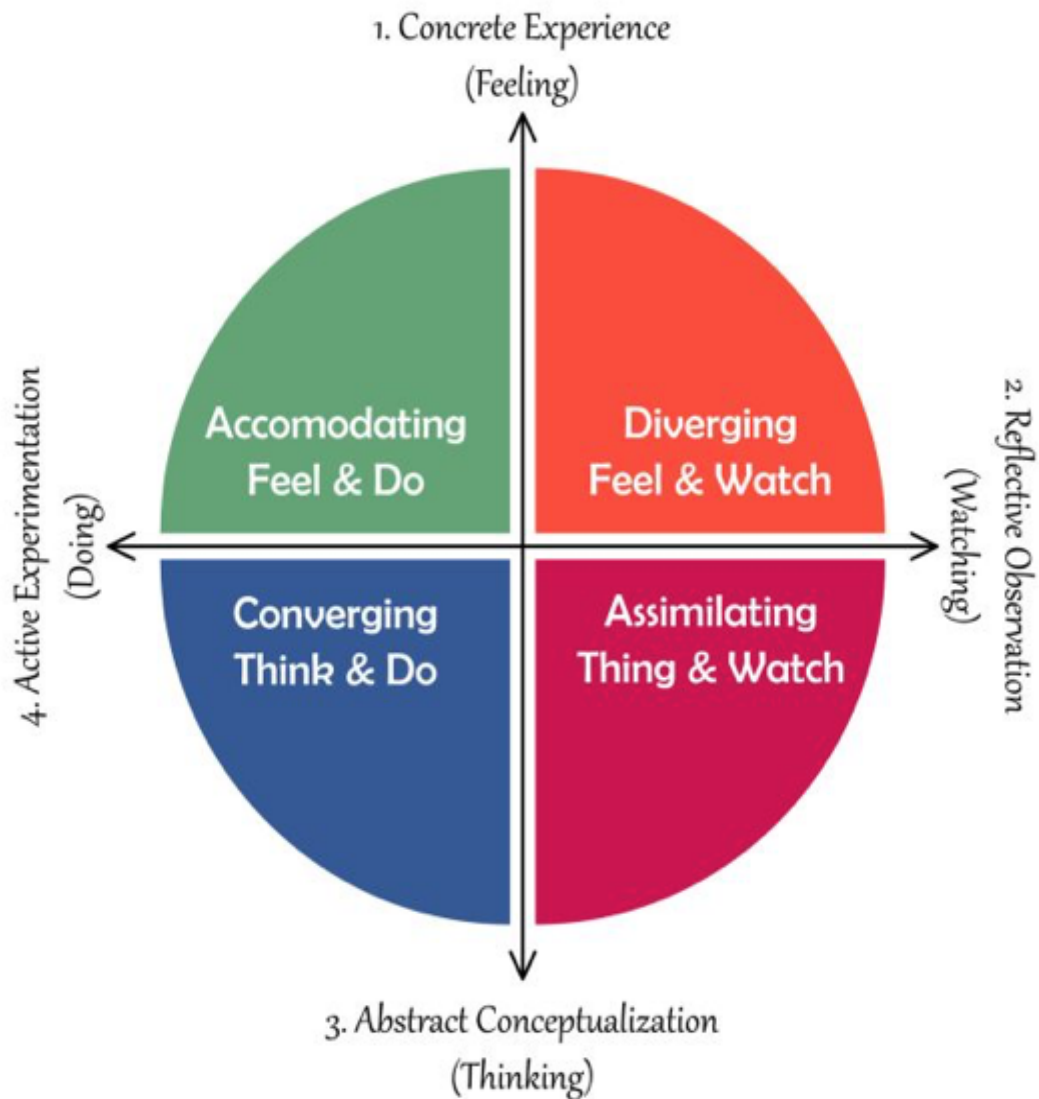 1. Concrete Experience
(Feeling)
Accomodating
Feel & Do
Diverging
Feel & Watch
4. Active Experimentation
(Doing)
2. Reflective Observation
(Watching)
Converging
Think & Do
Assimilating
Thing & Watch
3. Abstract Conceptualization
(Thinking)